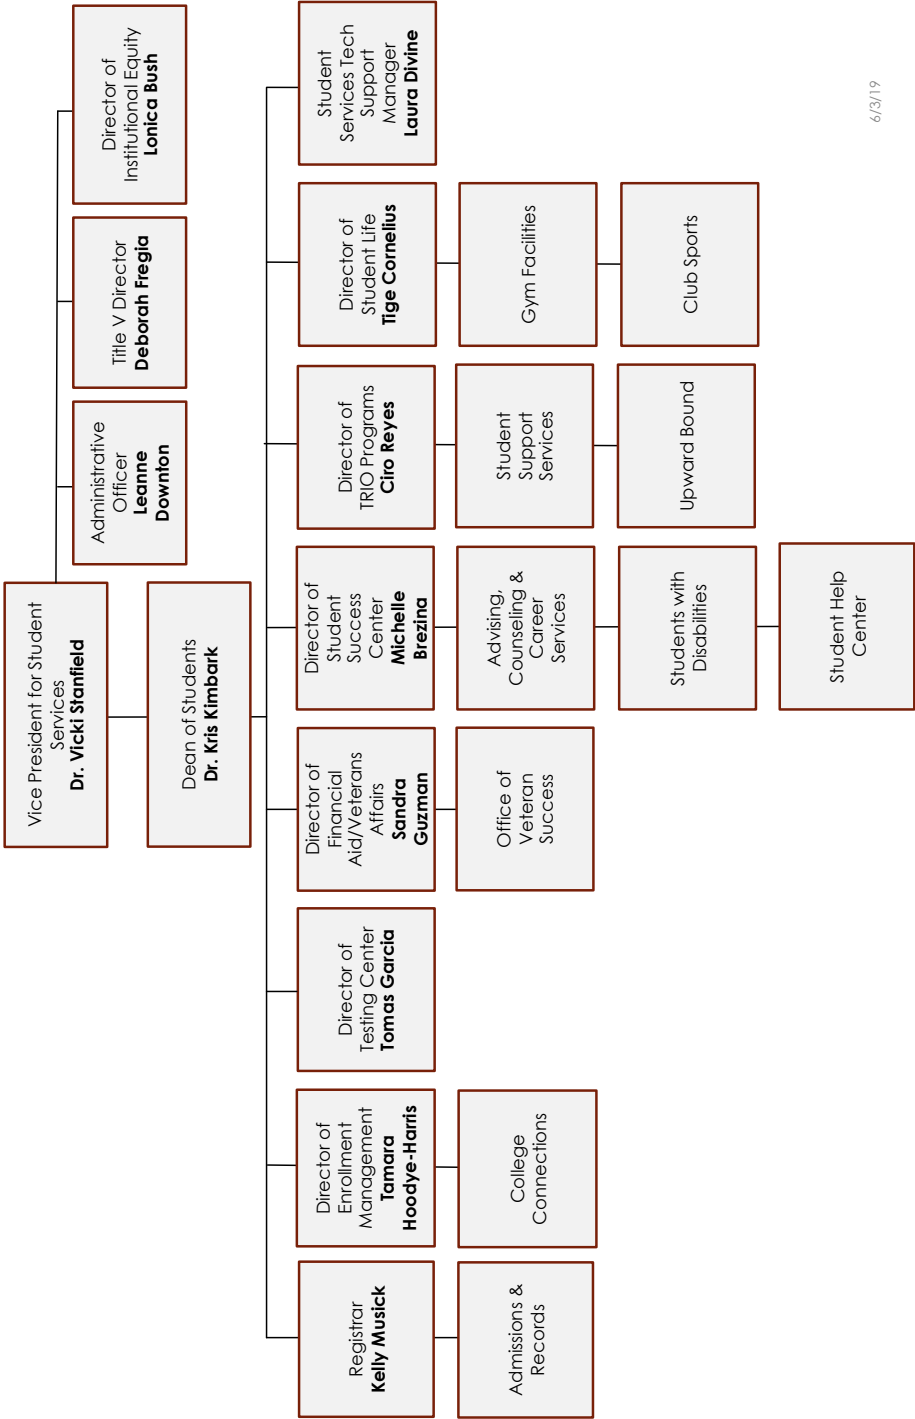 Vice President for Student
Services
Dr. Vicki Stanfield
Administrative
Officer
Leanne
Downton
Title V Director
Deborah Fregia
Director of
Institutional Equity
Lonica Bush
Dean of Students
Dr. Kris Kimbark
Registrar
Kelly Musick
Director of
Enrollment
Management
Tamara
Hoodye-Harris
Director of
Testing Center
Tomas Garcia
Director of
Financial
Aid/Veterans
Affairs
Sandra
Guzman
Director of
Student
Success
Center
Michelle
Brezina
Director of
TRIO Programs
Ciro Reyes
Director of
Student Life
Tige Cornelius
Student
Services Tech
Support
Manager
Laura Divine
Admissions &
Records
College
Connections
Office of
Veteran
Success
Advising,
Counseling &
Career
Services
Student
Support
Services
Gym Facilities
Students with
Disabilities
Upward Bound
Club Sports
Student Help
Center
6/3/19